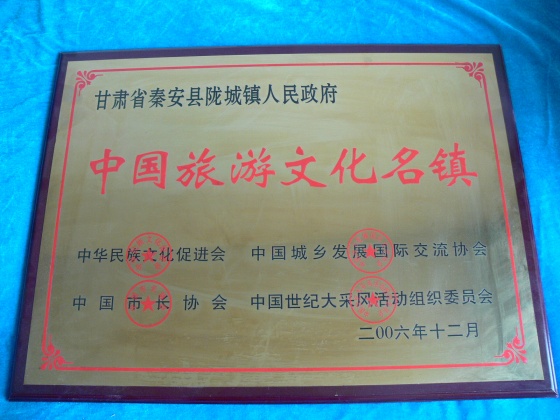 甘肃省秦安县陇城镇人民政府
中国旅游文化名镇
中华民族文化促进会 中国城乡发展国际交流协会
中国市长协会 中国世纪大采风活动组织委员会
二00六年十二月